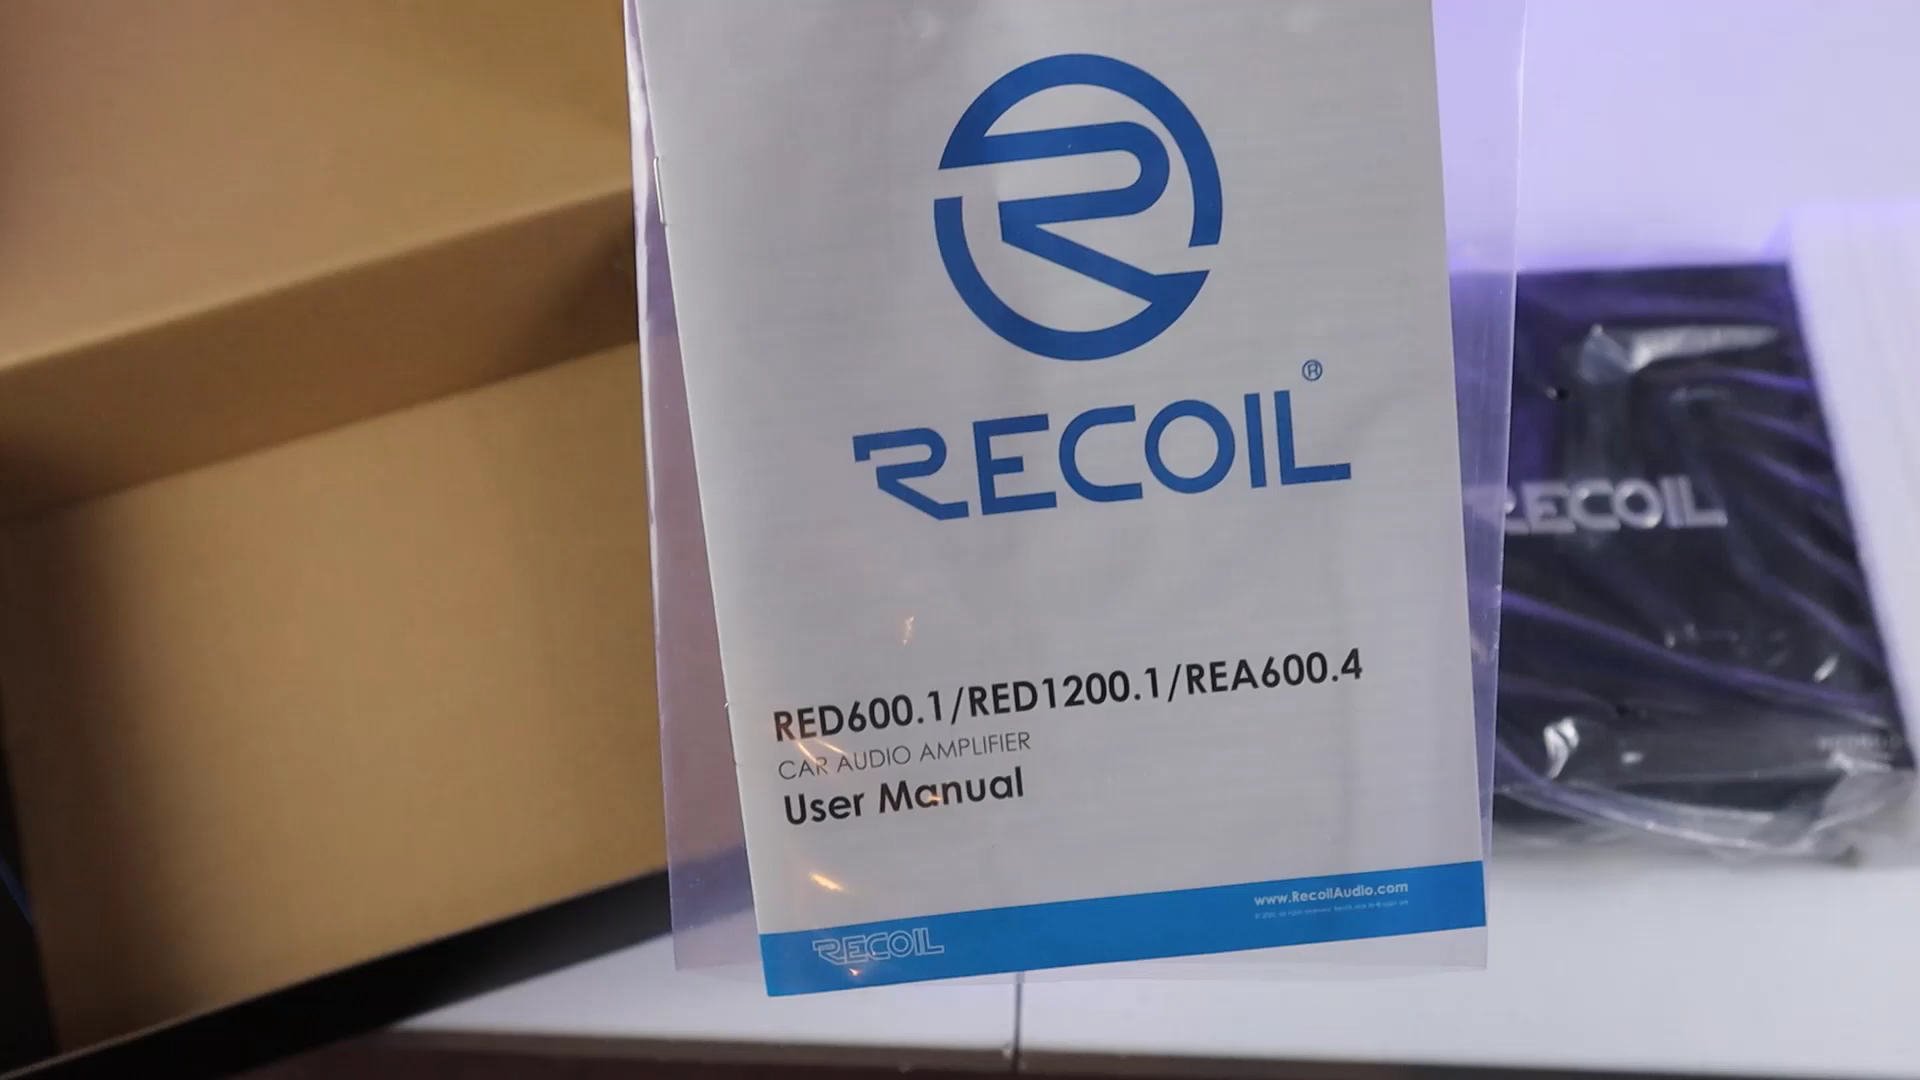 RECOIL®
RED600.1/RED1200.1/REA600.4
CAR AUDIO AMPLIFIER
User Manual
www.RecoilAudio.com
RECOIL
RECOIL